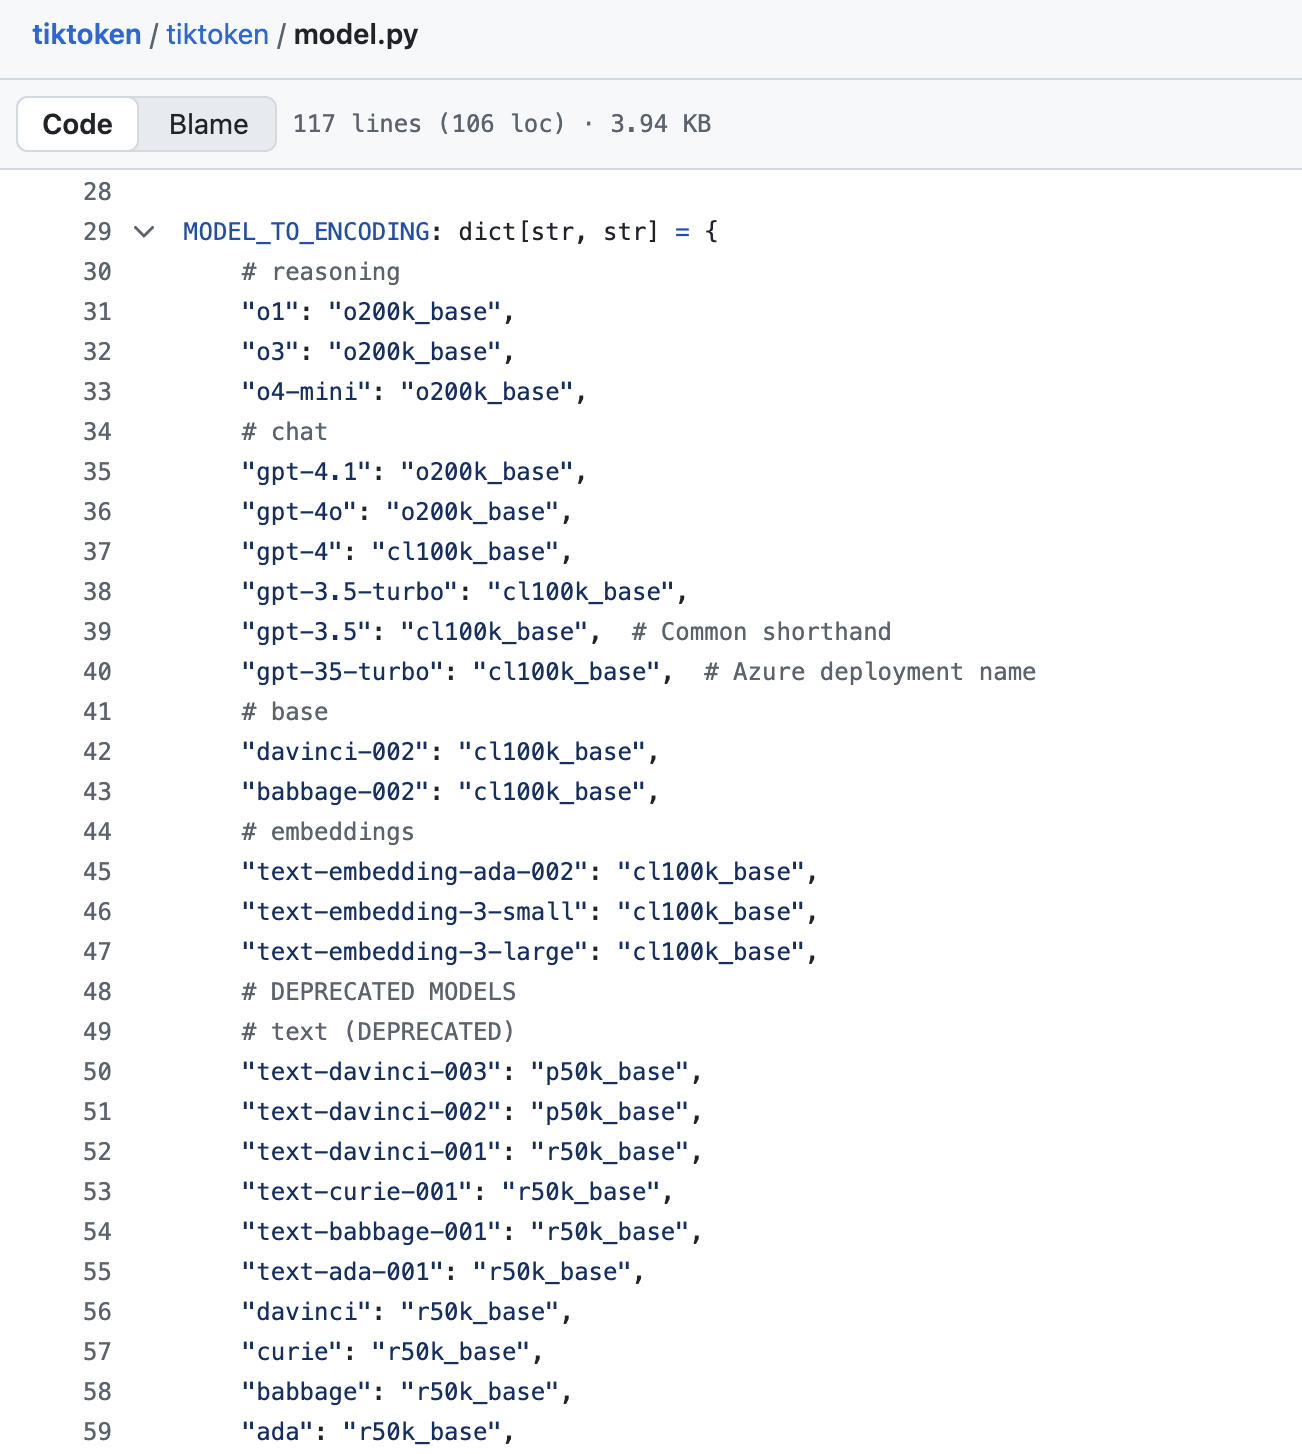 tiktoken / tiktoken / model.py
Code Blame 117 lines (106 loc) · 3.94 KB
28
29 MODEL_TO_ENCODING: dict[str, str] = {
30     # reasoning
31     "o1": "o200k_base",
32     "o3": "o200k_base",
33     "o4-mini": "o200k_base",
34     # chat
35     "gpt-4.1": "o200k_base",
36     "gpt-4o": "o200k_base",
37     "gpt-4": "cl100k_base",
38     "gpt-3.5-turbo": "cl100k_base",
39     "gpt-3.5": "cl100k_base",  # Common shorthand
40     "gpt-35-turbo": "cl100k_base",  # Azure deployment name
41     # base
42     "davinci-002": "cl100k_base",
43     "babbage-002": "cl100k_base",
44     # embeddings
45     "text-embedding-ada-002": "cl100k_base",
46     "text-embedding-3-small": "cl100k_base",
47     "text-embedding-3-large": "cl100k_base",
48     # DEPRECATED MODELS
49     # text (DEPRECATED)
50     "text-davinci-003": "p50k_base",
51     "text-davinci-002": "p50k_base",
52     "text-davinci-001": "r50k_base",
53     "text-curie-001": "r50k_base",
54     "text-babbage-001": "r50k_base",
55     "text-ada-001": "r50k_base",
56     "davinci": "r50k_base",
57     "curie": "r50k_base",
58     "babbage": "r50k_base",
59     "ada": "r50k_base",